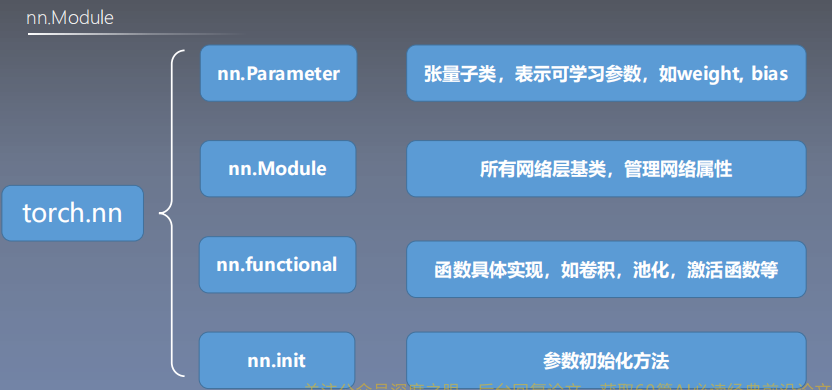 nn.Module
torch.nn
nn.Parameter
张量子类，表示可学习参数，如weight, bias
nn.Module
所有网络层基类，管理网络属性
nn.functional
函数具体实现，如卷积，池化，激活函数等
nn.init
参数初始化方法